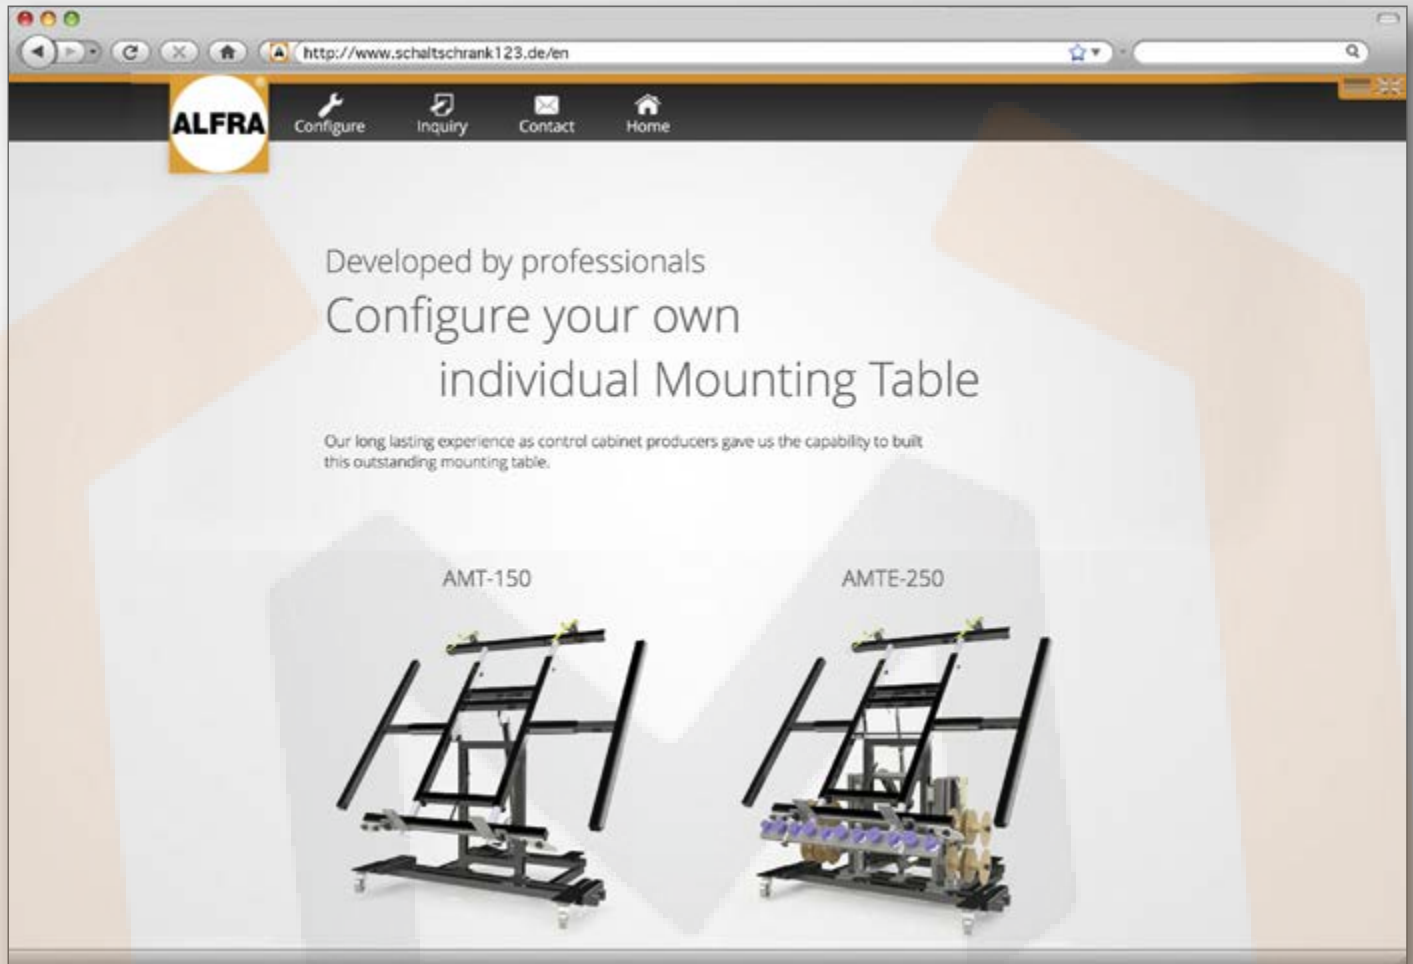 http://www.schaltschrank123.de/en
ALFRA
Configure
Inquiry
Contact
Home
Developed by professionals
Configure your own
individual Mounting Table
Our long lasting experience as control cabinet producers gave us the capability to built
this outstanding mounting table.
AMT-150
AMTE-250